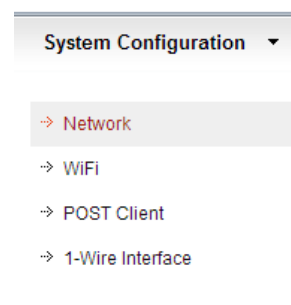 System Configuration
Network
WiFi
POST Client
1-Wire Interface